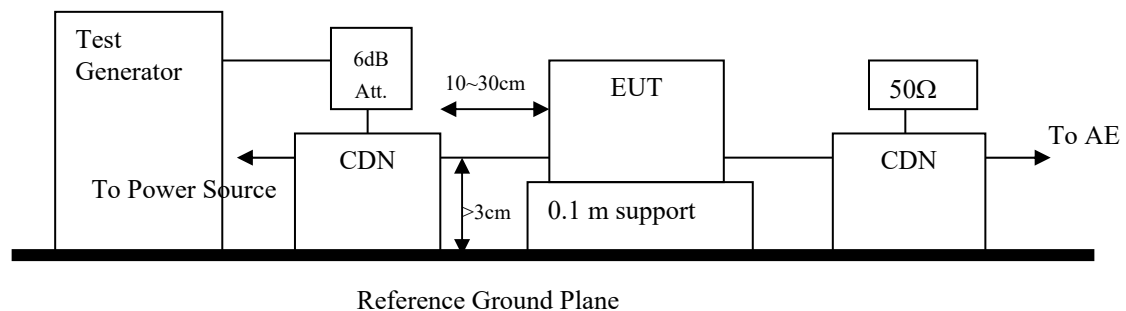 Test
Generator
6dB
Att.
10~30cm
EUT
50Ω
CDN
CDN
To AE
To Power Source
>3cm
0.1 m support
Reference Ground Plane